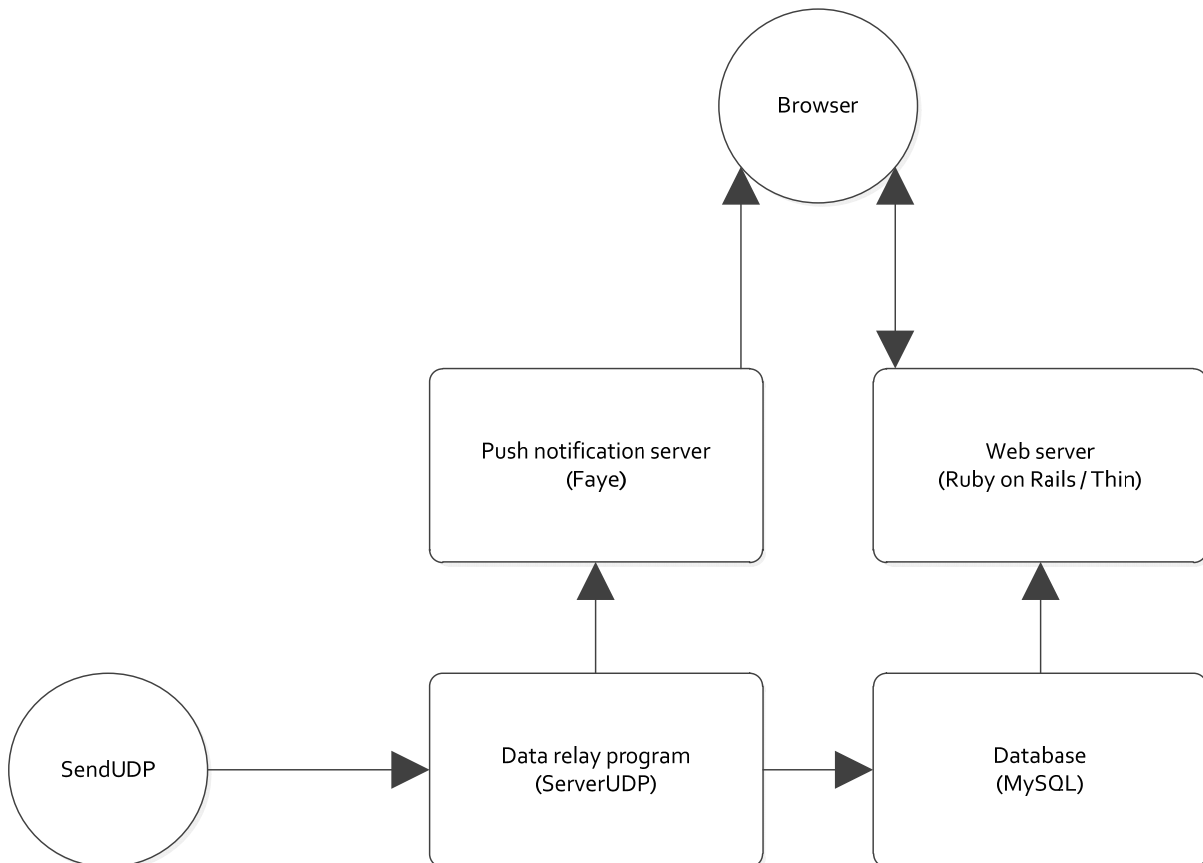 Browser
Push notification server
(Faye)
Web server
(Ruby on Rails / Thin)
SendUDP
Data relay program
(ServerUDP)
Database
(MySQL)